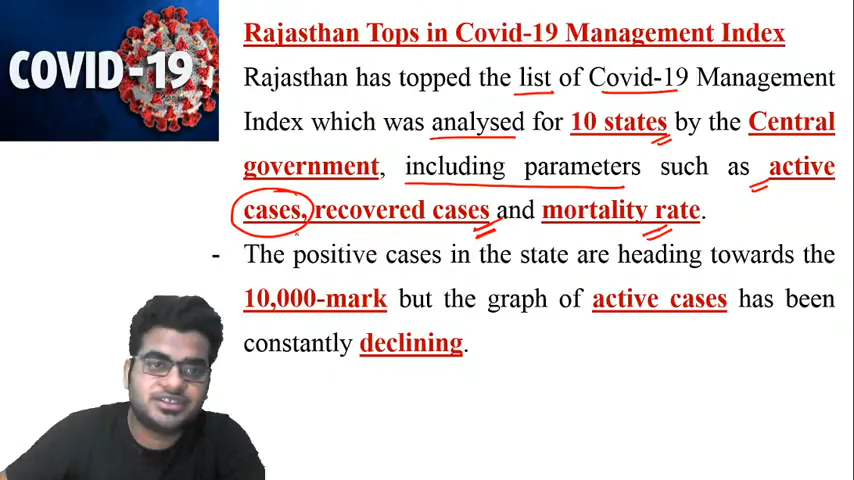 COVID-19
Rajasthan Tops in Covid-19 Management Index
Rajasthan has topped the list of Covid-19 Management
Index which was analysed for 10 states by the Central
government, including parameters such as active
cases, recovered cases and mortality rate.
- The positive cases in the state are heading towards the
10,000-mark but the graph of active cases has been
constantly declining.